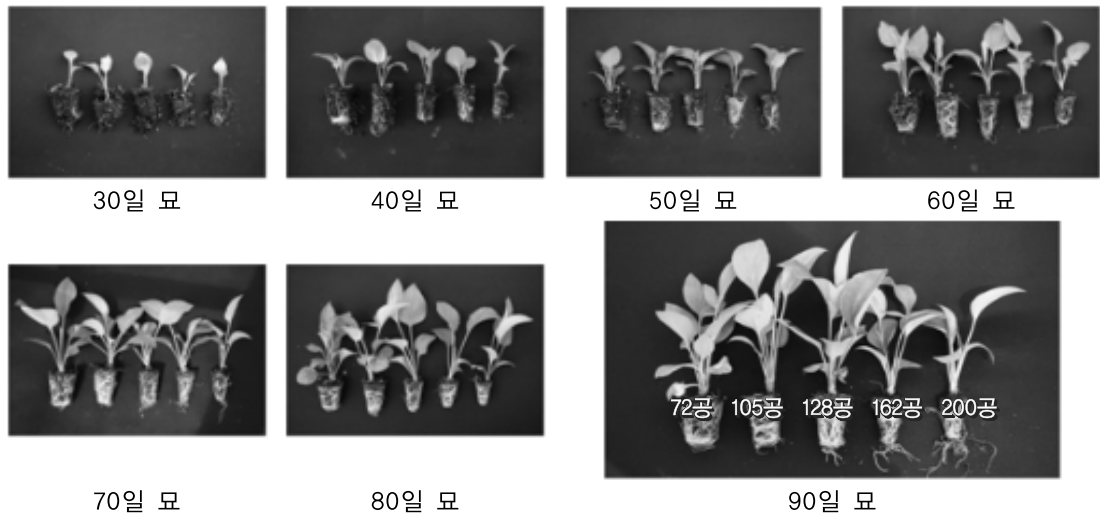 30일 묘
40일 묘
50일 묘
60일 묘
72공 105공 128공 162공 200공
70일 묘
80일 묘
90일 묘